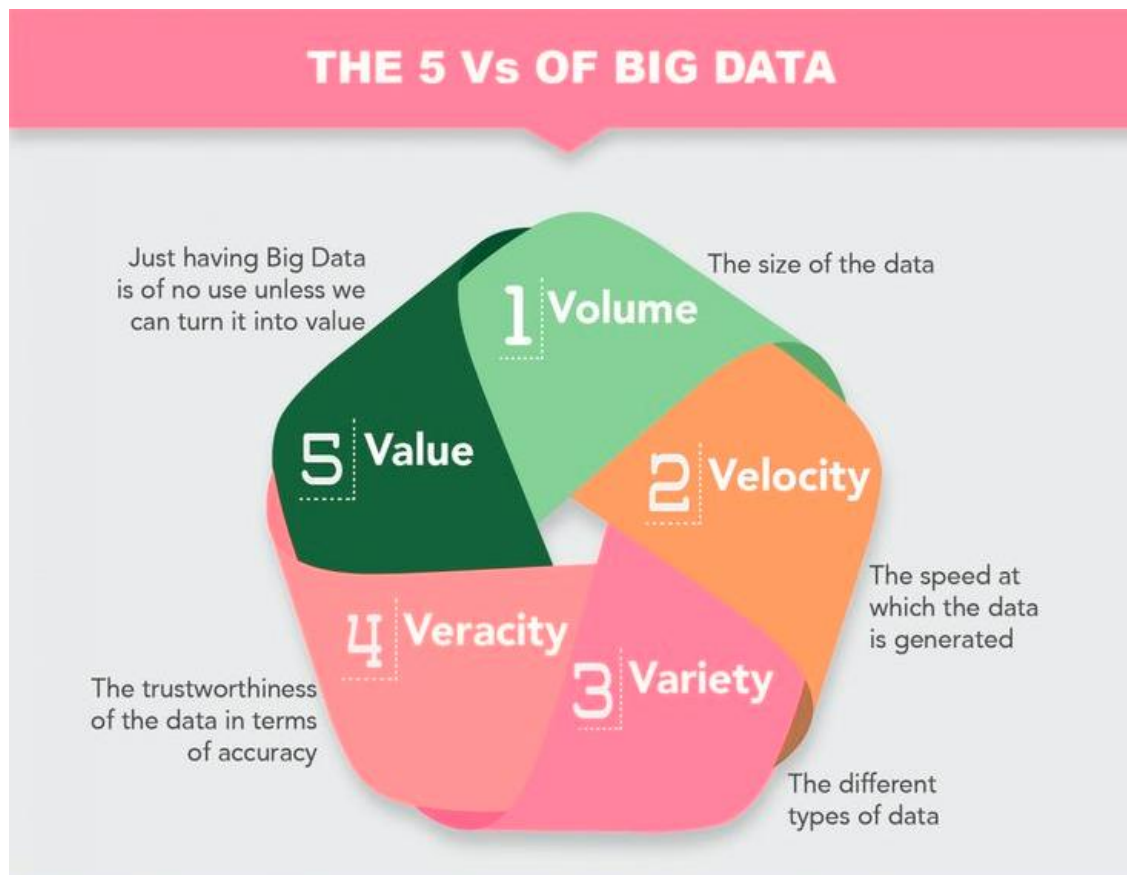 THE 5 Vs OF BIG DATA
1 Volume
The size of the data
2 Velocity
The speed at
which the data
is generated
3 Variety
The different
types of data
4 Veracity
The trustworthiness
of the data in terms
of accuracy
5 Value
Just having Big Data
is of no use unless we
can turn it into value